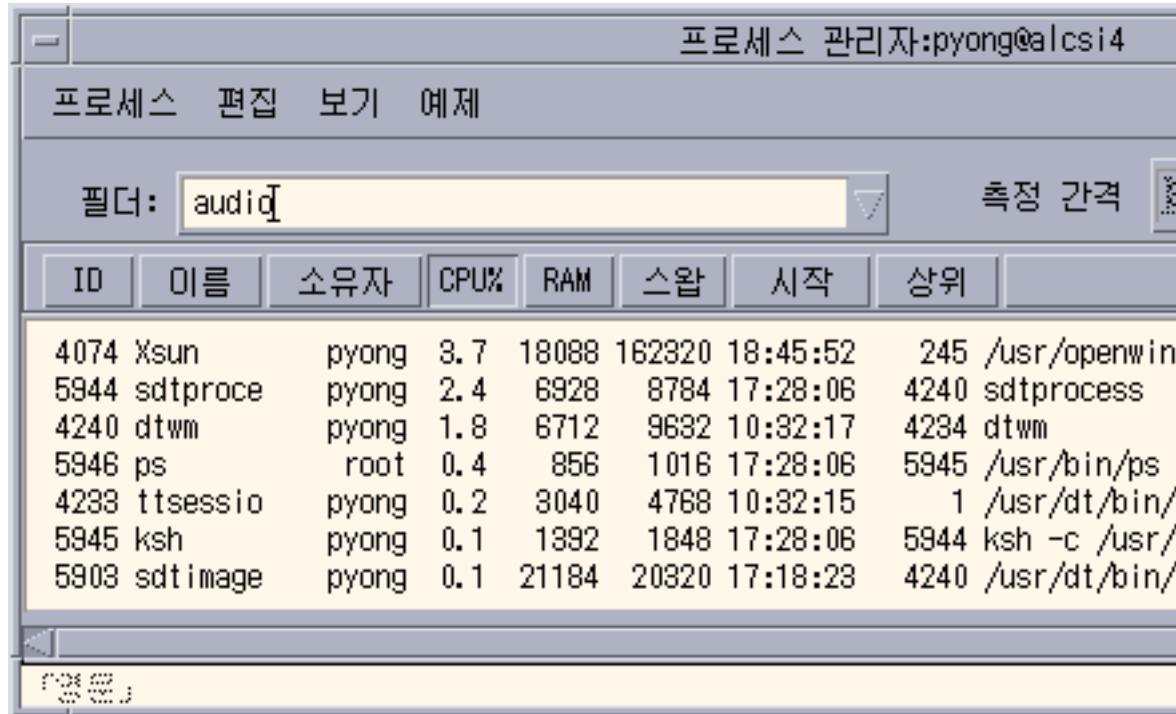 프로세스 관리자:pyong@alcsi4
프로세스 편집 보기 예제
필터: audio 측정 간격
ID 이름 소유자 CPU% RAM 스왑 시작 상위
4074 Xsun pyong 3.7 18088 162320 18:45:52 245 /usr/openwin
5944 sdtproce pyong 2.4 6928 8784 17:28:06 4240 sdtprocess
4240 dtwm pyong 1.8 6712 9632 10:32:17 4234 dtwm
5946 ps root 0.4 856 1016 17:28:06 5945 /usr/bin/ps
4233 ttsessio pyong 0.2 3040 4768 10:32:15 1 /usr/dt/bin/
5945 ksh pyong 0.1 1392 1848 17:28:06 5944 ksh -c /usr/
5903 sdtimage pyong 0.1 21184 20320 17:18:23 4240 /usr/dt/bin/
「영문」